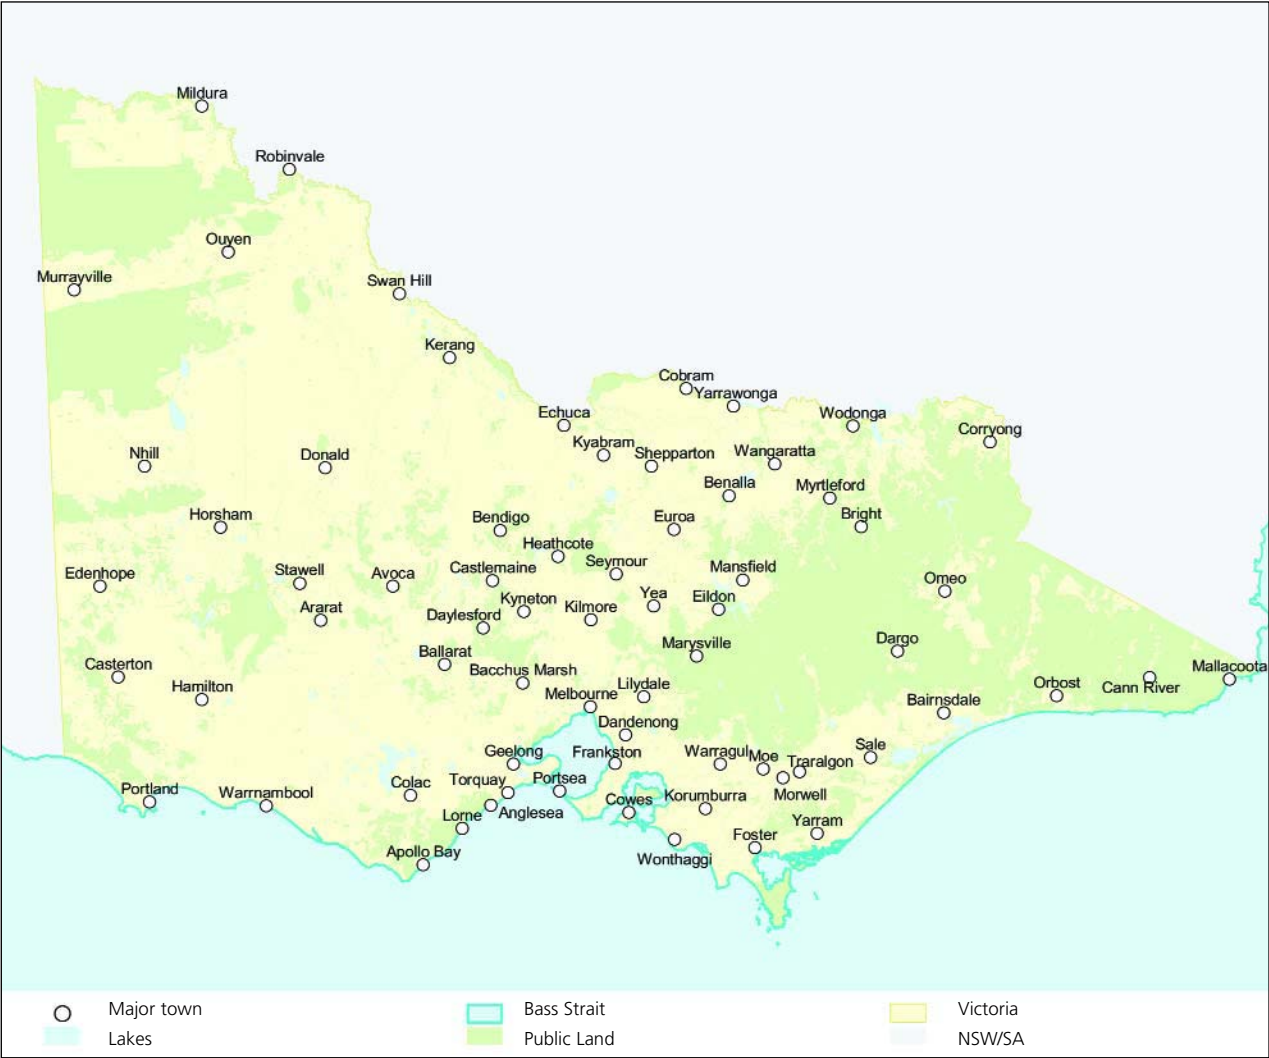 Mildura
Robinvale
Ouyen
Murrayville
Swan Hill
Kerang
Cobram
Yarrawonga
Echuca
Wodonga
Corryong
Kyabram
Shepparton
Wangaratta
Nhill
Donald
Benalla
Myrtleford
Horsham
Bendigo
Euroa
Bright
Heathcote
Edenhope
Stawell
Avoca
Castlemaine
Seymour
Mansfield
Omeo
Ararat
Daylesford
Kyneton
Kilmore
Yea
Eildon
Marysville
Dargo
Casterton
Ballarat
Bacchus Marsh
Hamilton
Melbourne
Lilydale
Mallacoota
Orbost
Cann River
Bairnsdale
Dandenong
Geelong
Frankston
Warragul
Moe
Traralgon
Sale
Portland
Warrnambool
Colac
Torquay
Portsea
Cowes
Korumburra
Morwell
Lorne
Anglesea
Yarram
Apollo Bay
Wonthaggi
Foster
Major town
Bass Strait
Victoria
Lakes
Public Land
NSW/SA